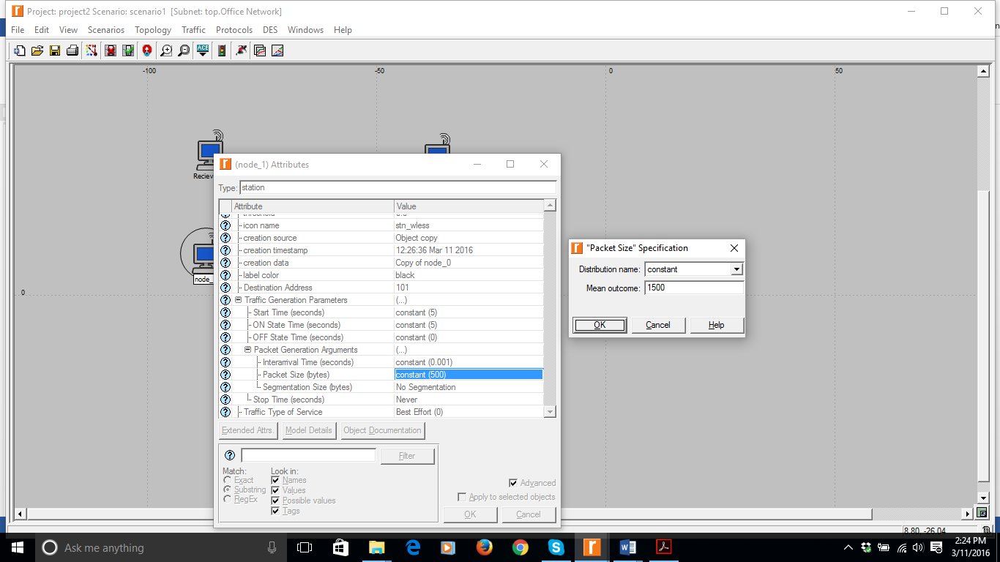 Project: project2 Scenario: scenario1 [Subnet: top.Office Network]
File Edit View Scenarios Topology Traffic Protocols DES Windows Help
ACE
-100 -50 0 50
0
node_
(node_1) Attributes
Type: station
Attribute Value
icon name stn_wless
creation source Object copy
creation timestamp 12:26:36 Mar 11 2016
creation data Copy of node_0
label color black
Destination Address 101
Traffic Generation Parameters (...)
Start Time (seconds) constant (5)
ON State Time (seconds) constant (5)
OFF State Time (seconds) constant (0)
Packet Generation Arguments (...)
Interarrival Time (seconds) constant (0.001)
Packet Size (bytes) constant (500)
Segmentation Size (bytes) No Segmentation
Stop Time (seconds) Never
Traffic Type of Service Best Effort (0)
Extended Attrs. Model Details Object Documentation
Filter
Match: Look in:
Exact Names
Substring Values
RegEx Possible values
Tags
Advanced
Apply to selected objects
OK Cancel
"Packet Size" Specification
Distribution name: constant
Mean outcome: 1500
OK Cancel Help
8.80, -26.04
Ask me anything
2:24 PM
3/11/2016